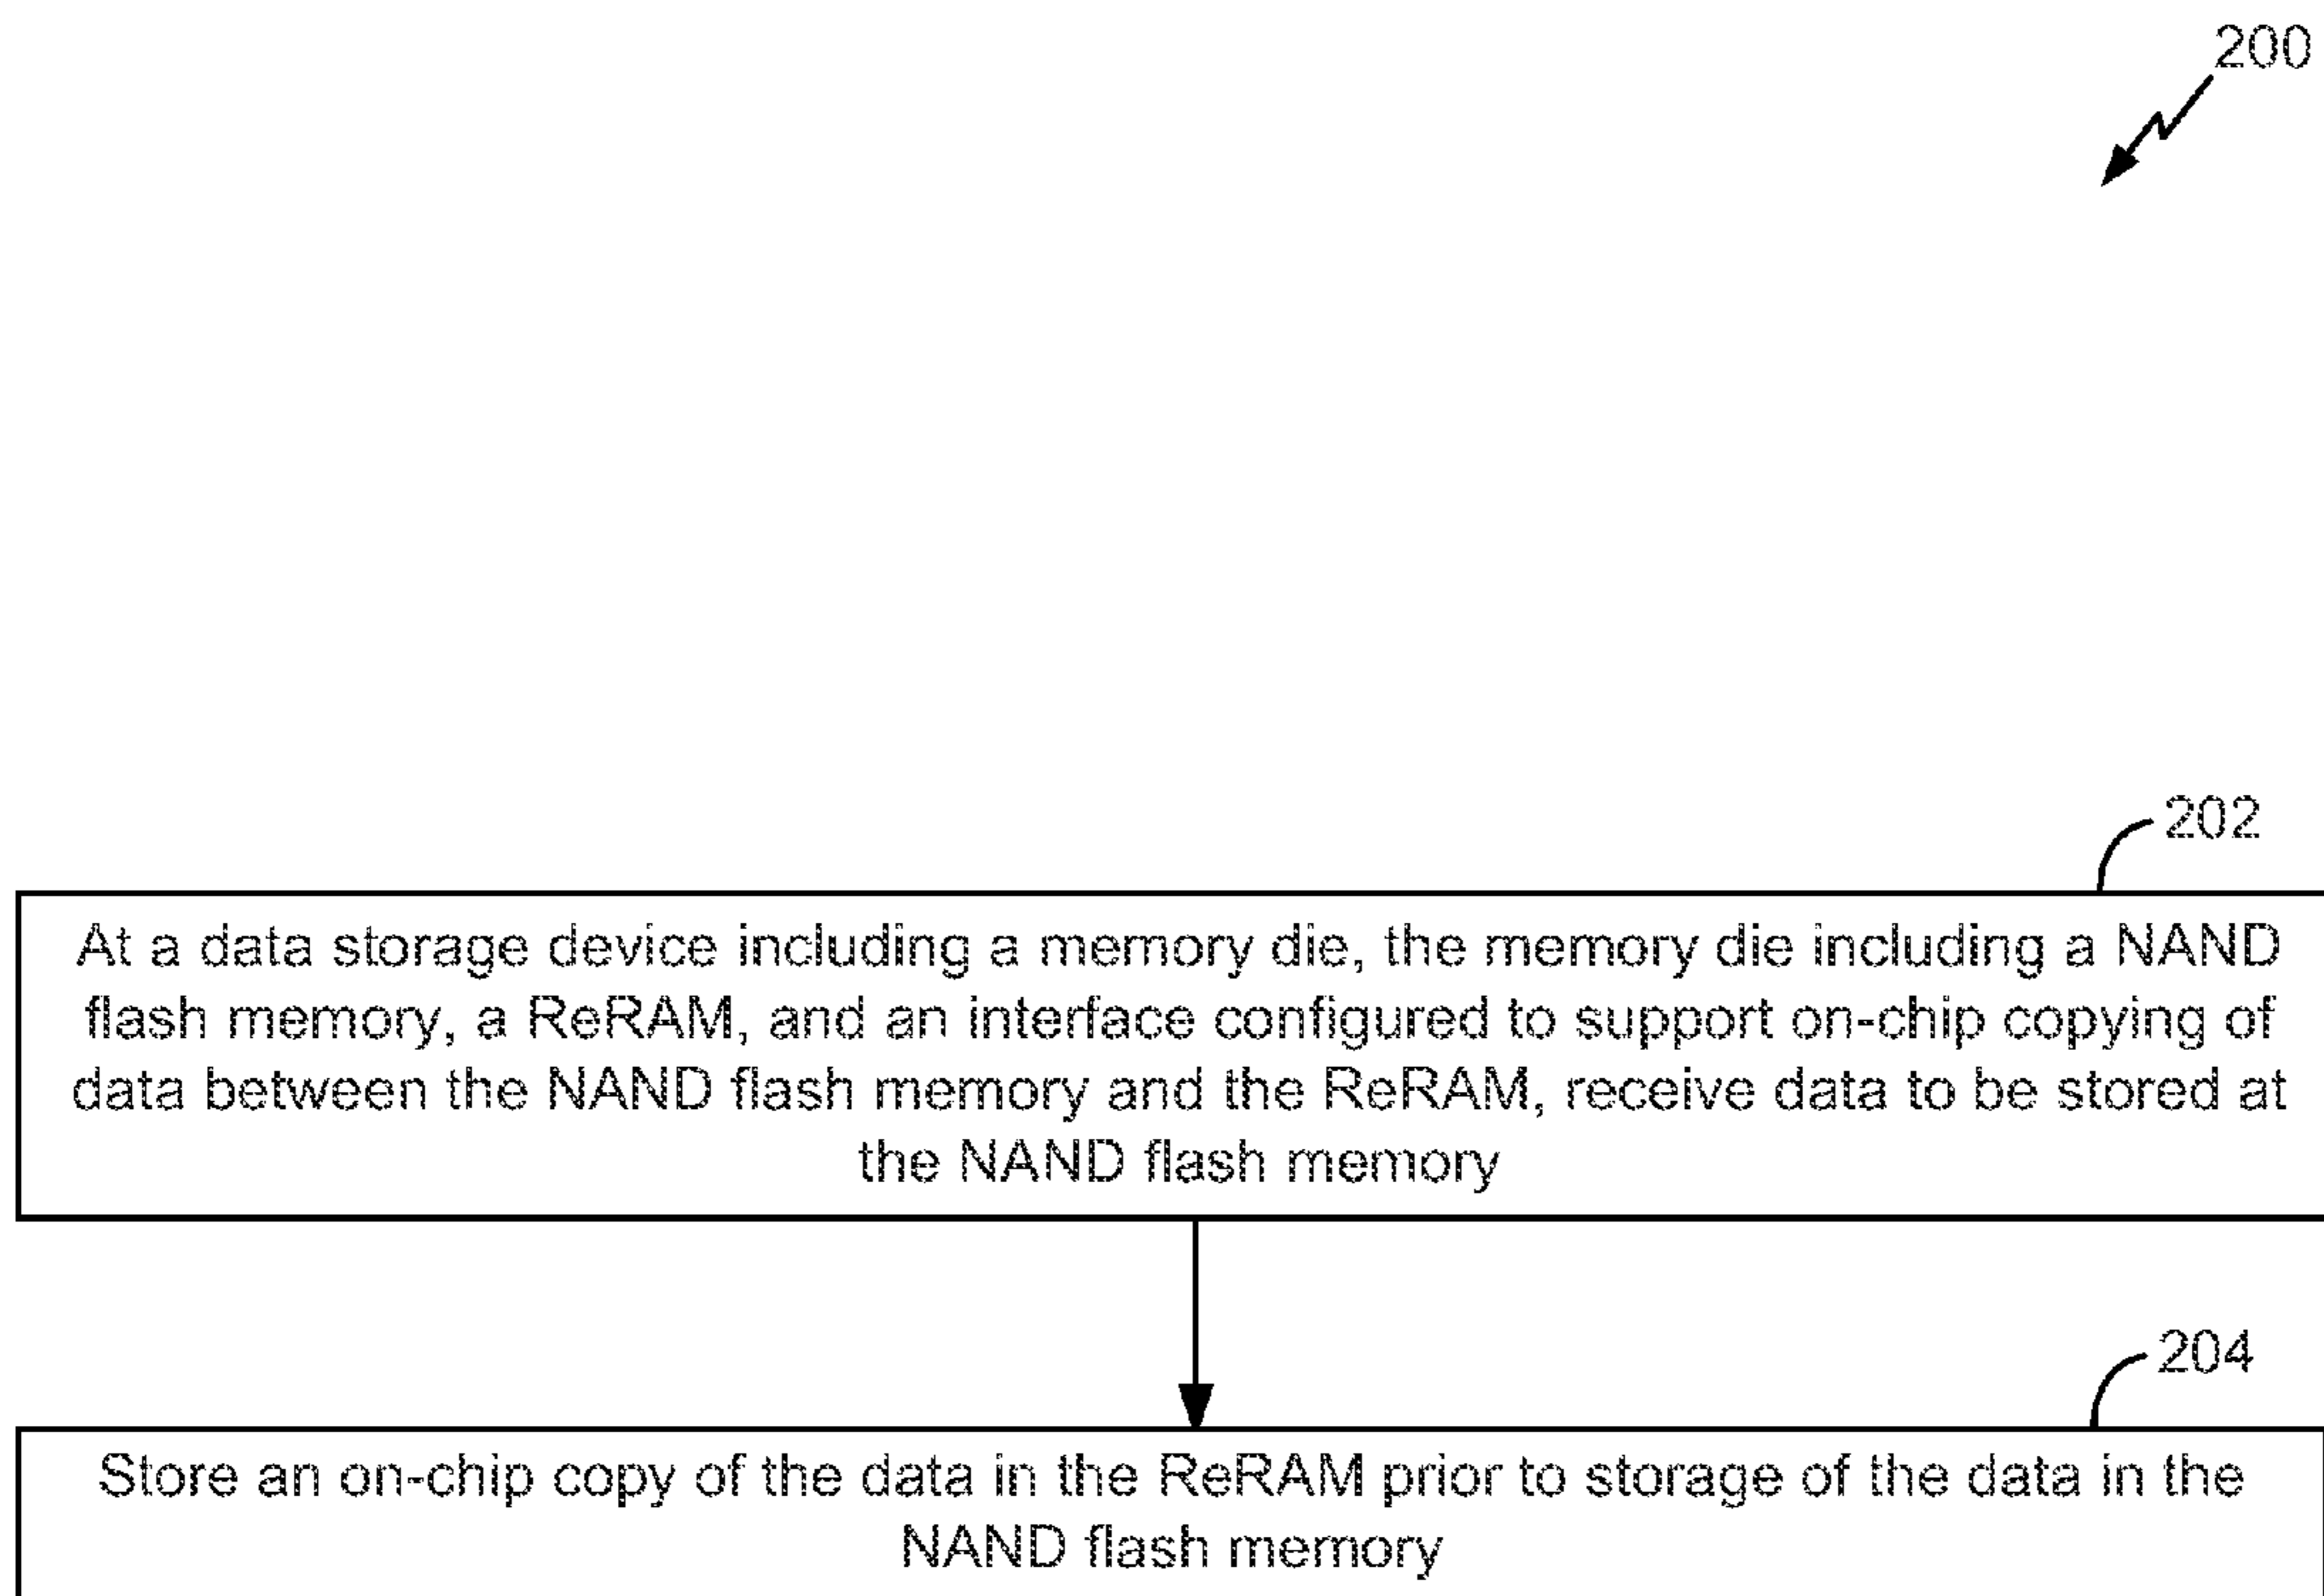 200
202
At a data storage device including a memory die, the memory die including a NAND
flash memory, a ReRAM, and an interface configured to support on-chip copying of
data between the NAND flash memory and the ReRAM, receive data to be stored at
the NAND flash memory
204
Store an on-chip copy of the data in the ReRAM prior to storage of the data in the
NAND flash memory